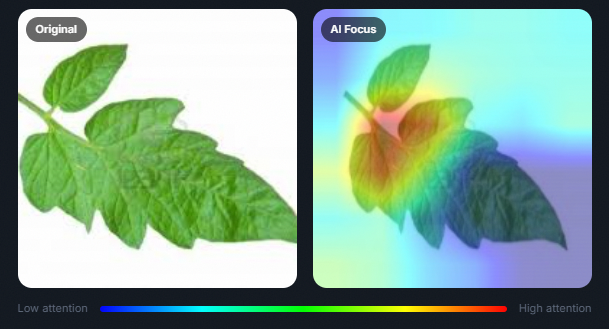 Original
AI Focus
Low attention
High attention